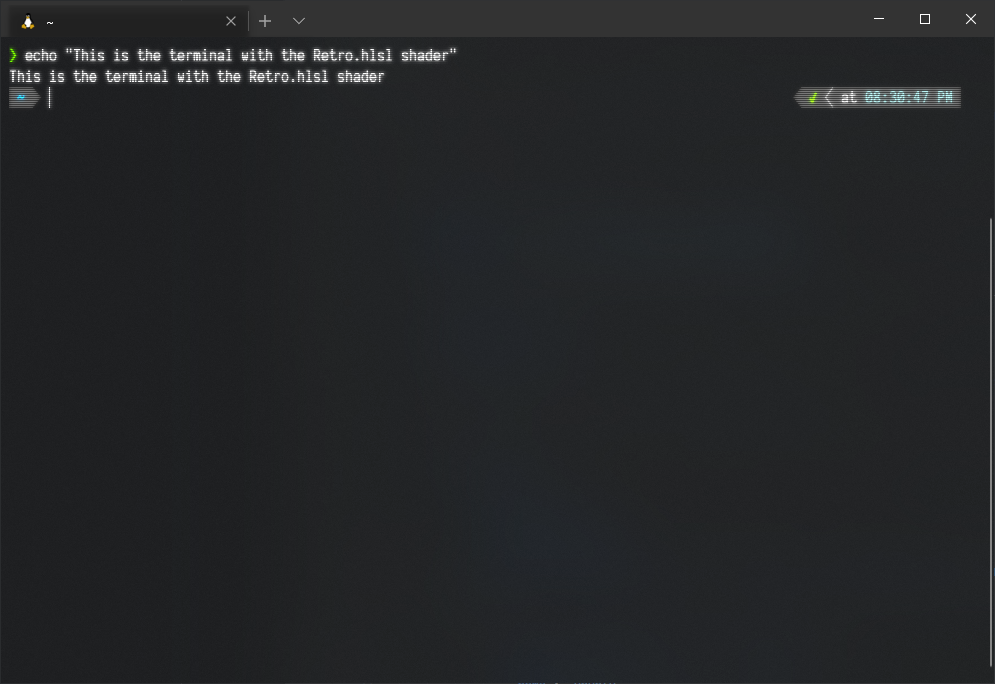 ~
❯ echo "This is the terminal with the Retro.hlsl shader"
This is the terminal with the Retro.hlsl shader
~ ✓ at 08:30:47 PM